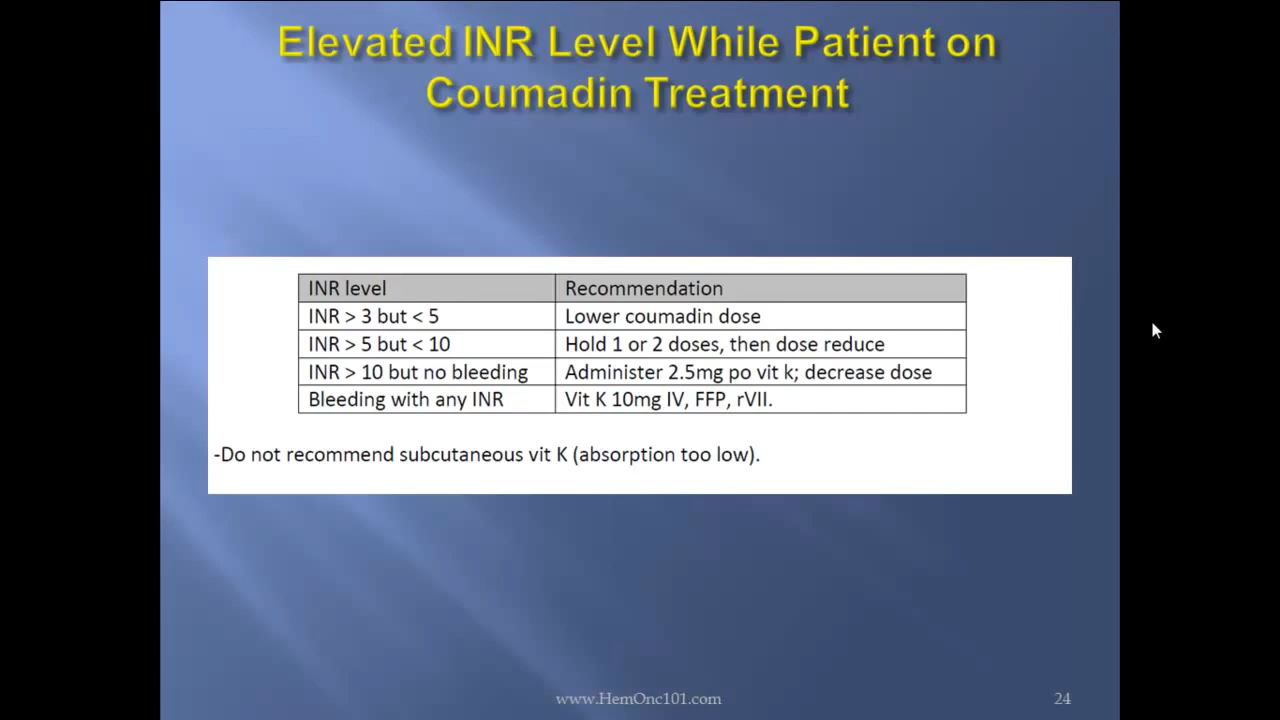 Elevated INR Level While Patient on
Coumadin Treatment
INR level Recommendation
INR > 3 but < 5 Lower coumadin dose
INR > 5 but < 10 Hold 1 or 2 doses, then dose reduce
INR > 10 but no bleeding Administer 2.5mg po vit k; decrease dose
Bleeding with any INR Vit K 10mg IV, FFP, rVII.
-Do not recommend subcutaneous vit K (absorption too low).
www.HemOnc101.com 24